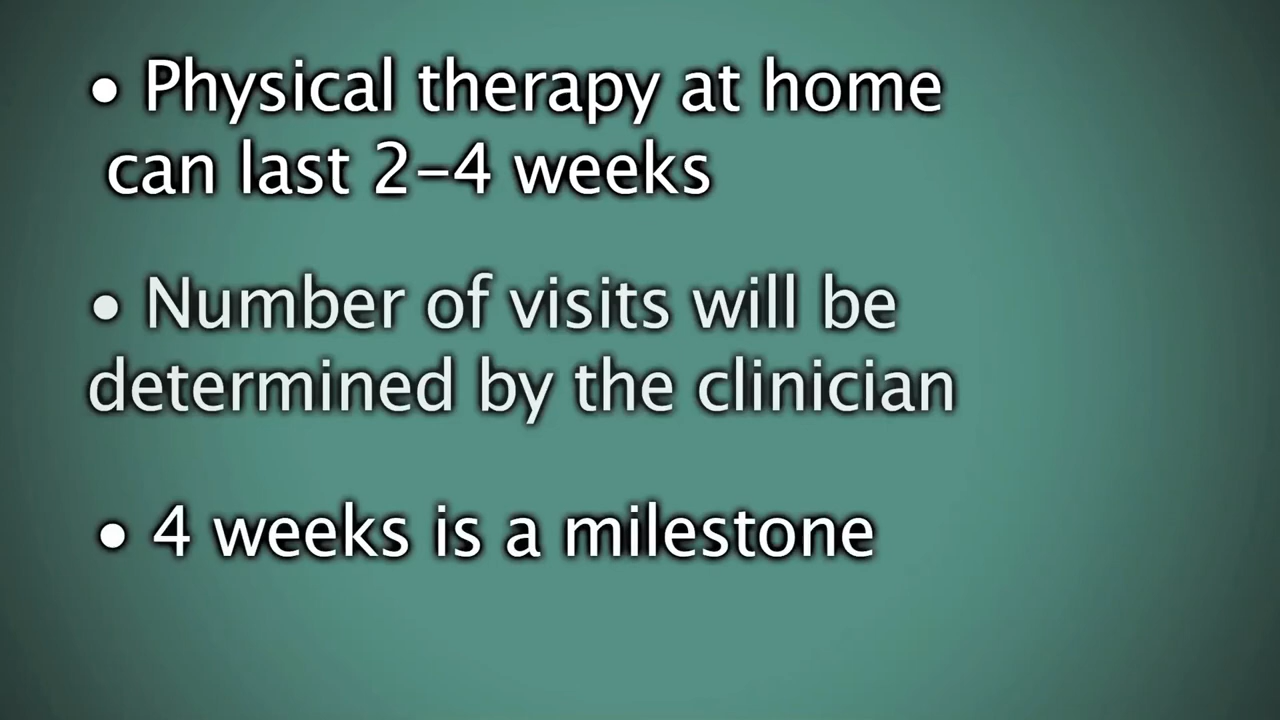 • Physical therapy at home
can last 2–4 weeks
• Number of visits will be
determined by the clinician
• 4 weeks is a milestone